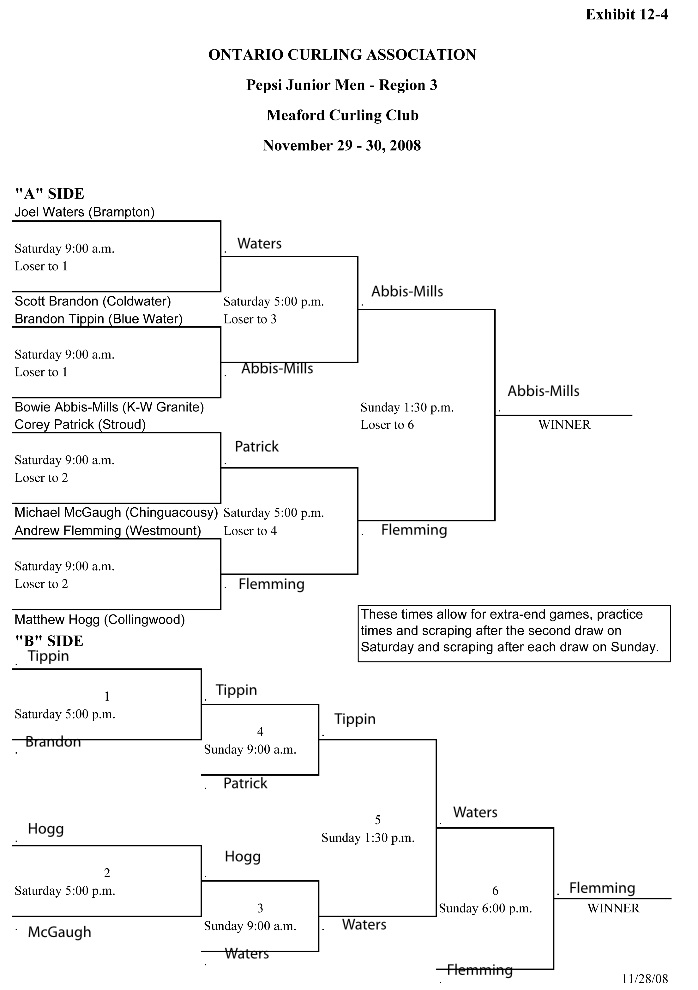 Exhibit 12-4
ONTARIO CURLING ASSOCIATION
Pepsi Junior Men - Region 3
Meaford Curling Club
November 29 - 30, 2008
"A" SIDE
Joel Waters (Brampton)
Saturday 9:00 a.m.
Loser to 1
Waters
Scott Brandon (Coldwater)
Brandon Tippin (Blue Water)
Saturday 5:00 p.m.
Loser to 3
Abbis-Mills
Saturday 9:00 a.m.
Loser to 1
Abbis-Mills
Bowie Abbis-Mills (K-W Granite)
Corey Patrick (Stroud)
Sunday 1:30 p.m.
Loser to 6
Abbis-Mills
WINNER
Saturday 9:00 a.m.
Loser to 2
Patrick
Michael McGaugh (Chinguacousy)
Andrew Flemming (Westmount)
Saturday 5:00 p.m.
Loser to 4
Flemming
Saturday 9:00 a.m.
Loser to 2
Flemming
Matthew Hogg (Collingwood)
These times allow for extra-end games, practice
times and scraping after the second draw on
Saturday and scraping after each draw on Sunday.
"B" SIDE
Tippin
1
Saturday 5:00 p.m.
Brandon
Tippin
4
Sunday 9:00 a.m.
Patrick
Tippin
Hogg
2
Saturday 5:00 p.m.
McGaugh
Hogg
3
Sunday 9:00 a.m.
Waters
5
Sunday 1:30 p.m.
Waters
Waters
6
Sunday 6:00 p.m.
Flemming
Flemming
WINNER
11/28/08